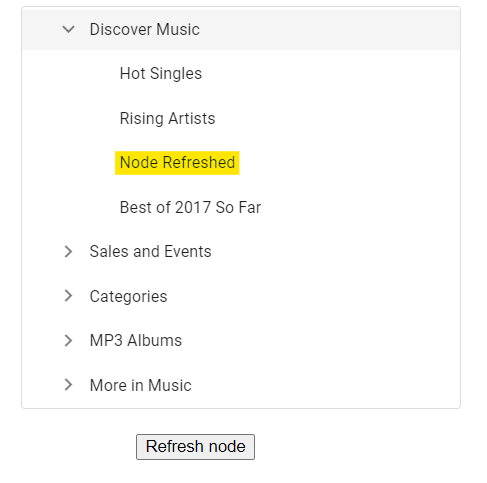 Discover Music
Hot Singles
Rising Artists
Node Refreshed
Best of 2017 So Far
Sales and Events
Categories
MP3 Albums
More in Music
Refresh node